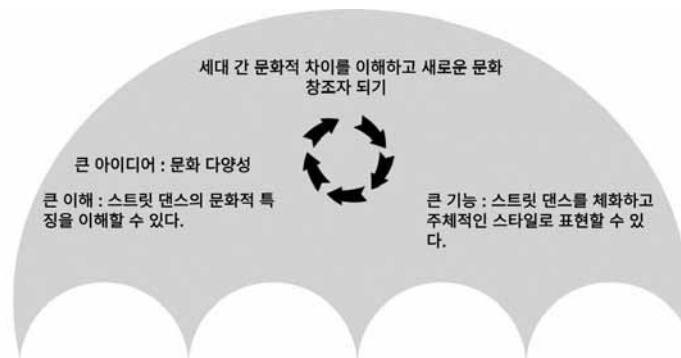 세대 간 문화적 차이를 이해하고 새로운 문화
창조자 되기
큰 아이디어 : 문화 다양성
큰 이해 : 스트릿 댄스의 문화적 특
징을 이해할 수 있다.
큰 기능 : 스트릿 댄스를 체화하고
주체적인 스타일로 표현할 수 있
다.